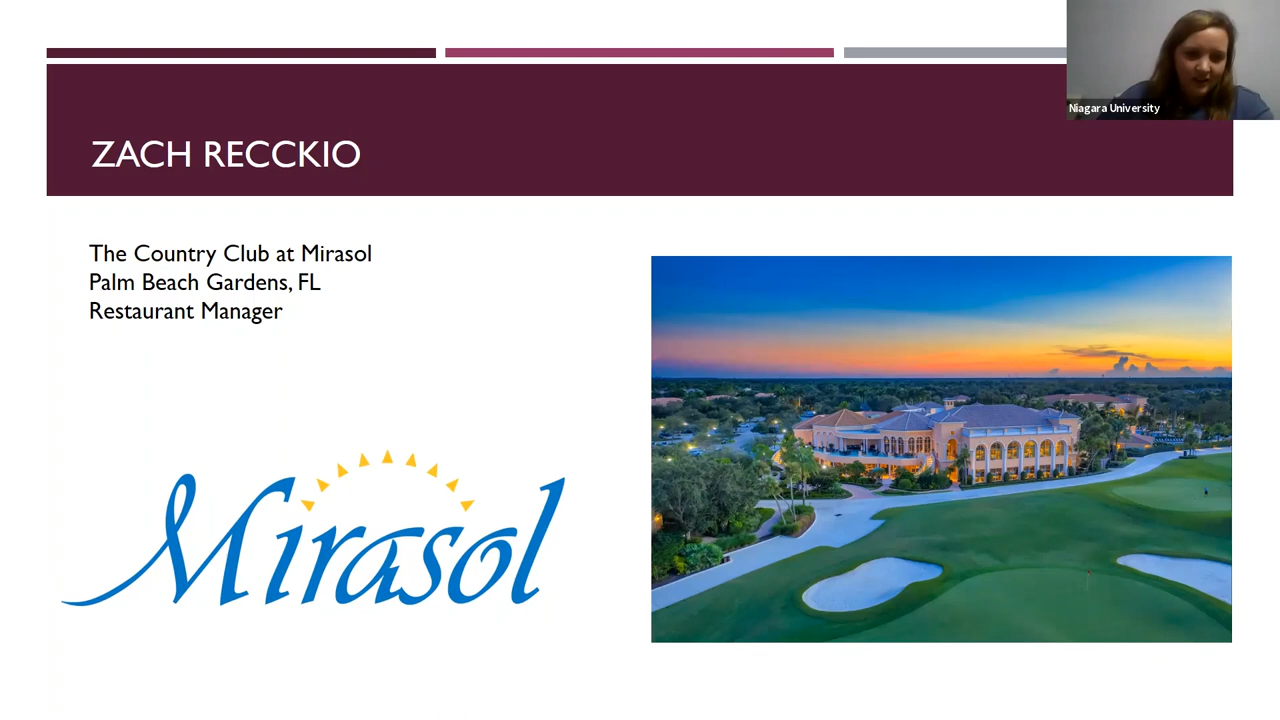 Niagara University
ZACH RECCKIO
The Country Club at Mirasol
Palm Beach Gardens, FL
Restaurant Manager
Mirasol